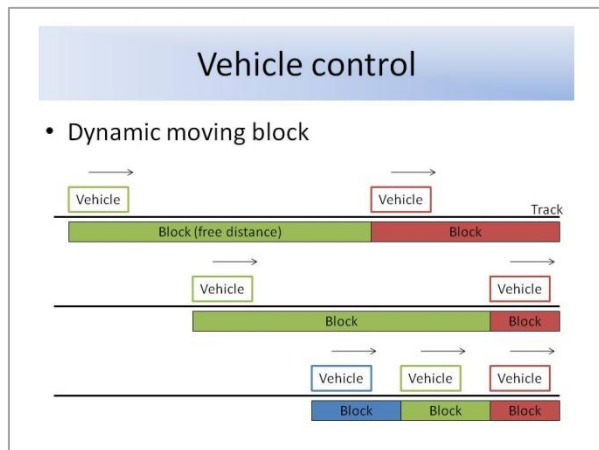 Vehicle control
• Dynamic moving block
Vehicle Vehicle
Track
Block (free distance) Block
Vehicle Vehicle
Block Block
Vehicle Vehicle Vehicle
Block Block Block